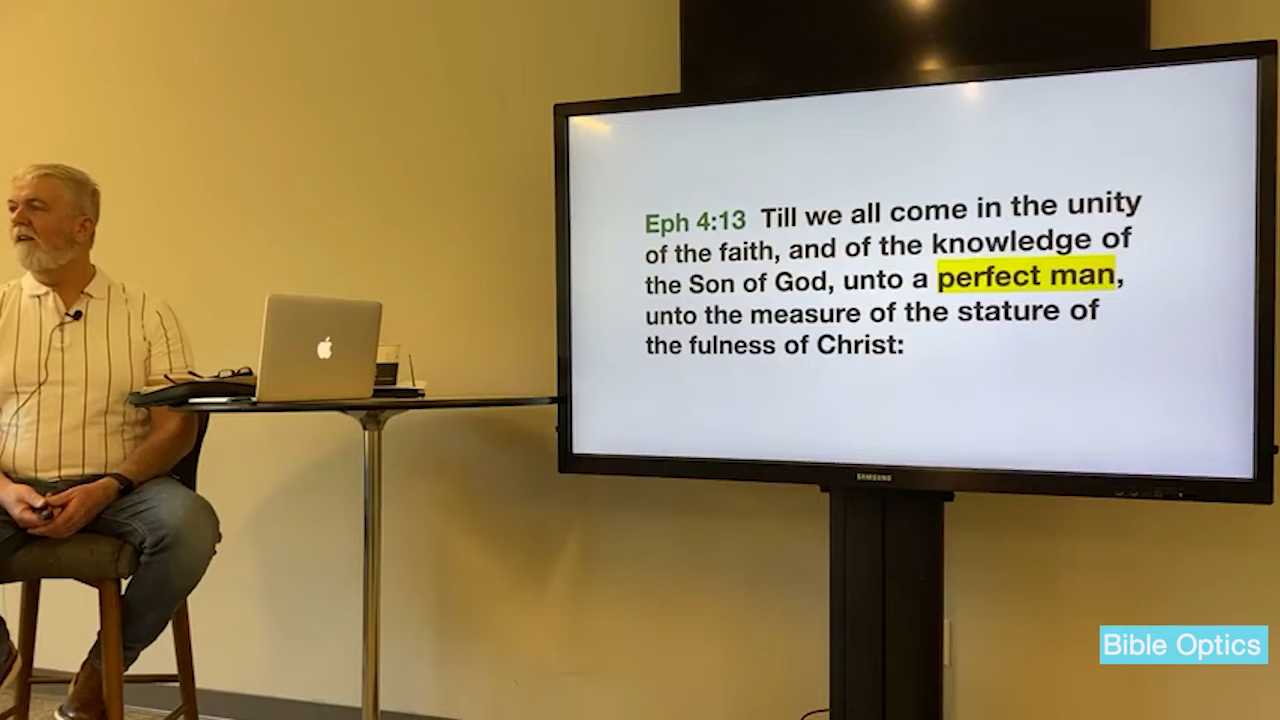 Eph 4:13 Till we all come in the unity
of the faith, and of the knowledge of
the Son of God, unto a perfect man,
unto the measure of the stature of
the fulness of Christ:
SAMSUNG
Bible Optics